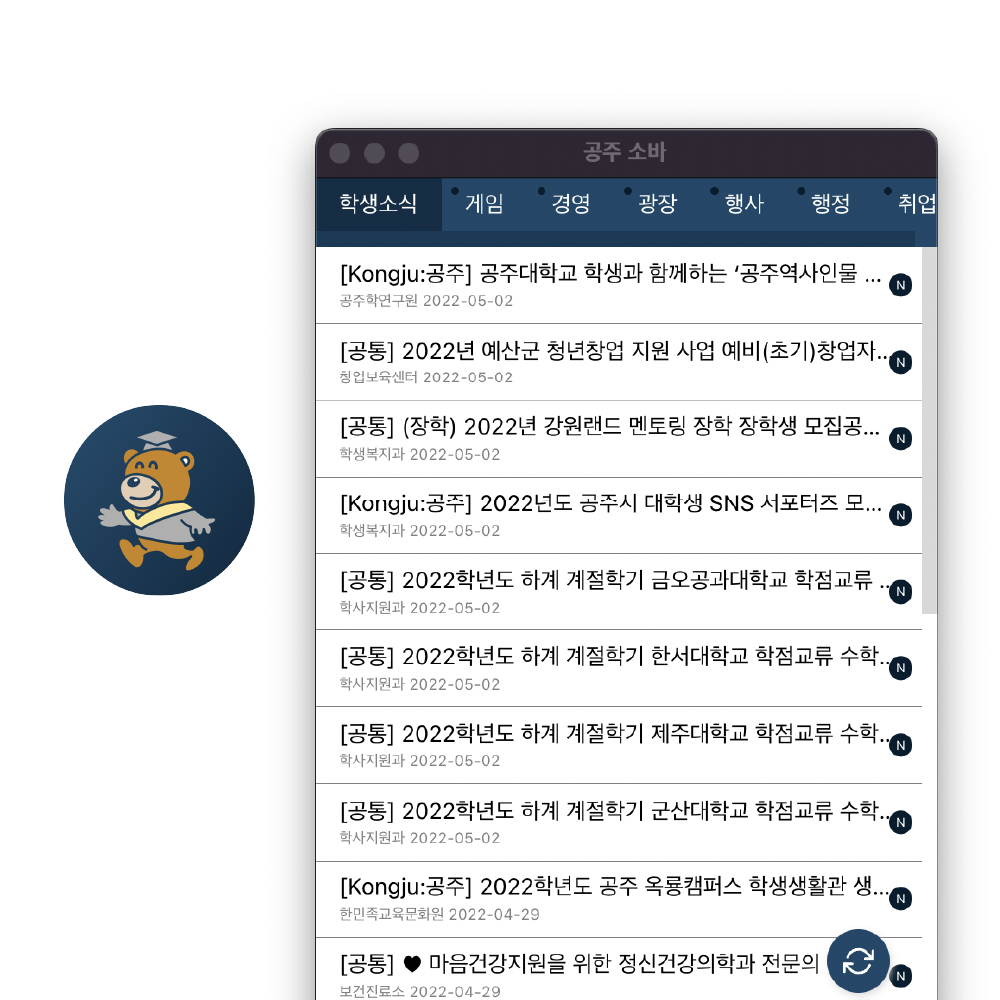 공주 소바
학생소식 게임 경영 광장 행사 행정 취업
[Kongju:공주] 공주대학교 학생과 함께하는 ‘공주역사인물 ... N
공주학연구원 2022-05-02
[공통] 2022년 예산군 청년창업 지원 사업 예비(초기)창업자... N
창업보육센터 2022-05-02
[공통] (장학) 2022년 강원랜드 멘토링 장학 장학생 모집공... N
학생복지과 2022-05-02
[Kongju:공주] 2022년도 공주시 대학생 SNS 서포터즈 모... N
학생복지과 2022-05-02
[공통] 2022학년도 하계 계절학기 금오공과대학교 학점교류 ... N
학사지원과 2022-05-02
[공통] 2022학년도 하계 계절학기 한서대학교 학점교류 수학... N
학사지원과 2022-05-02
[공통] 2022학년도 하계 계절학기 제주대학교 학점교류 수학... N
학사지원과 2022-05-02
[공통] 2022학년도 하계 계절학기 군산대학교 학점교류 수학... N
학사지원과 2022-05-02
[Kongju:공주] 2022학년도 공주 옥룡캠퍼스 학생생활관 생... N
한민족교육문화원 2022-04-29
[공통] ♥ 마음건강지원을 위한 정신건강의학과 전문의 N
보건진료소 2022-04-29